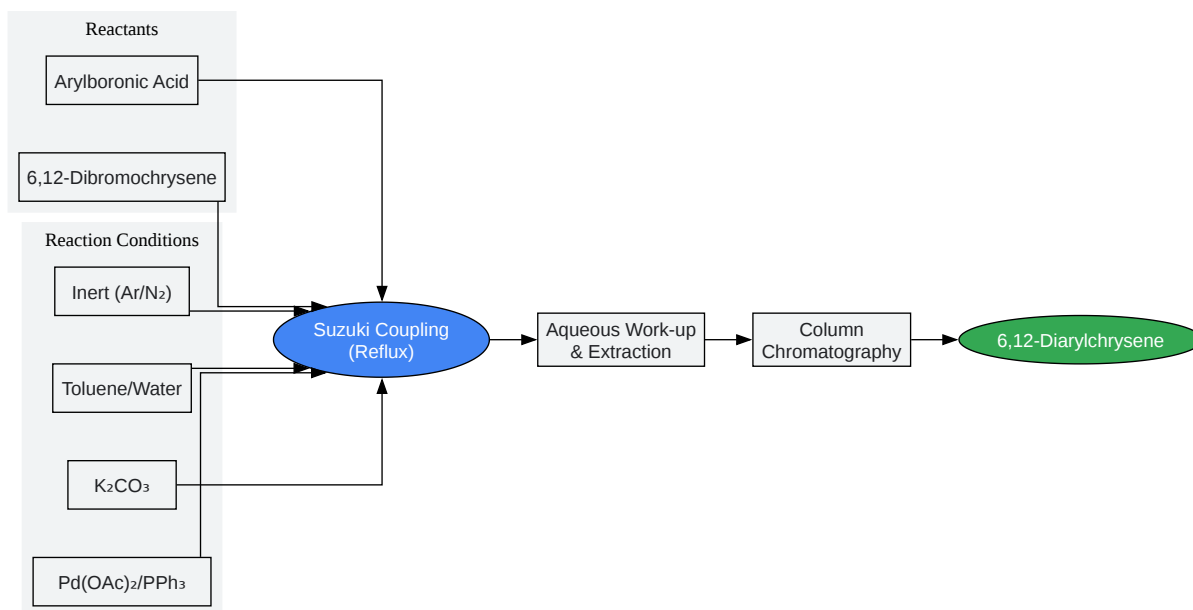 Reactants
Arylboronic Acid
6,12-Dibromochrysene
Reaction Conditions
Inert (Ar/N₂)
Toluene/Water
K₂CO₃
Pd(OAc)₂/PPh₃
Suzuki Coupling
(Reflux)
Aqueous Work-up
& Extraction
Column
Chromatography
6,12-Diarylchrysene